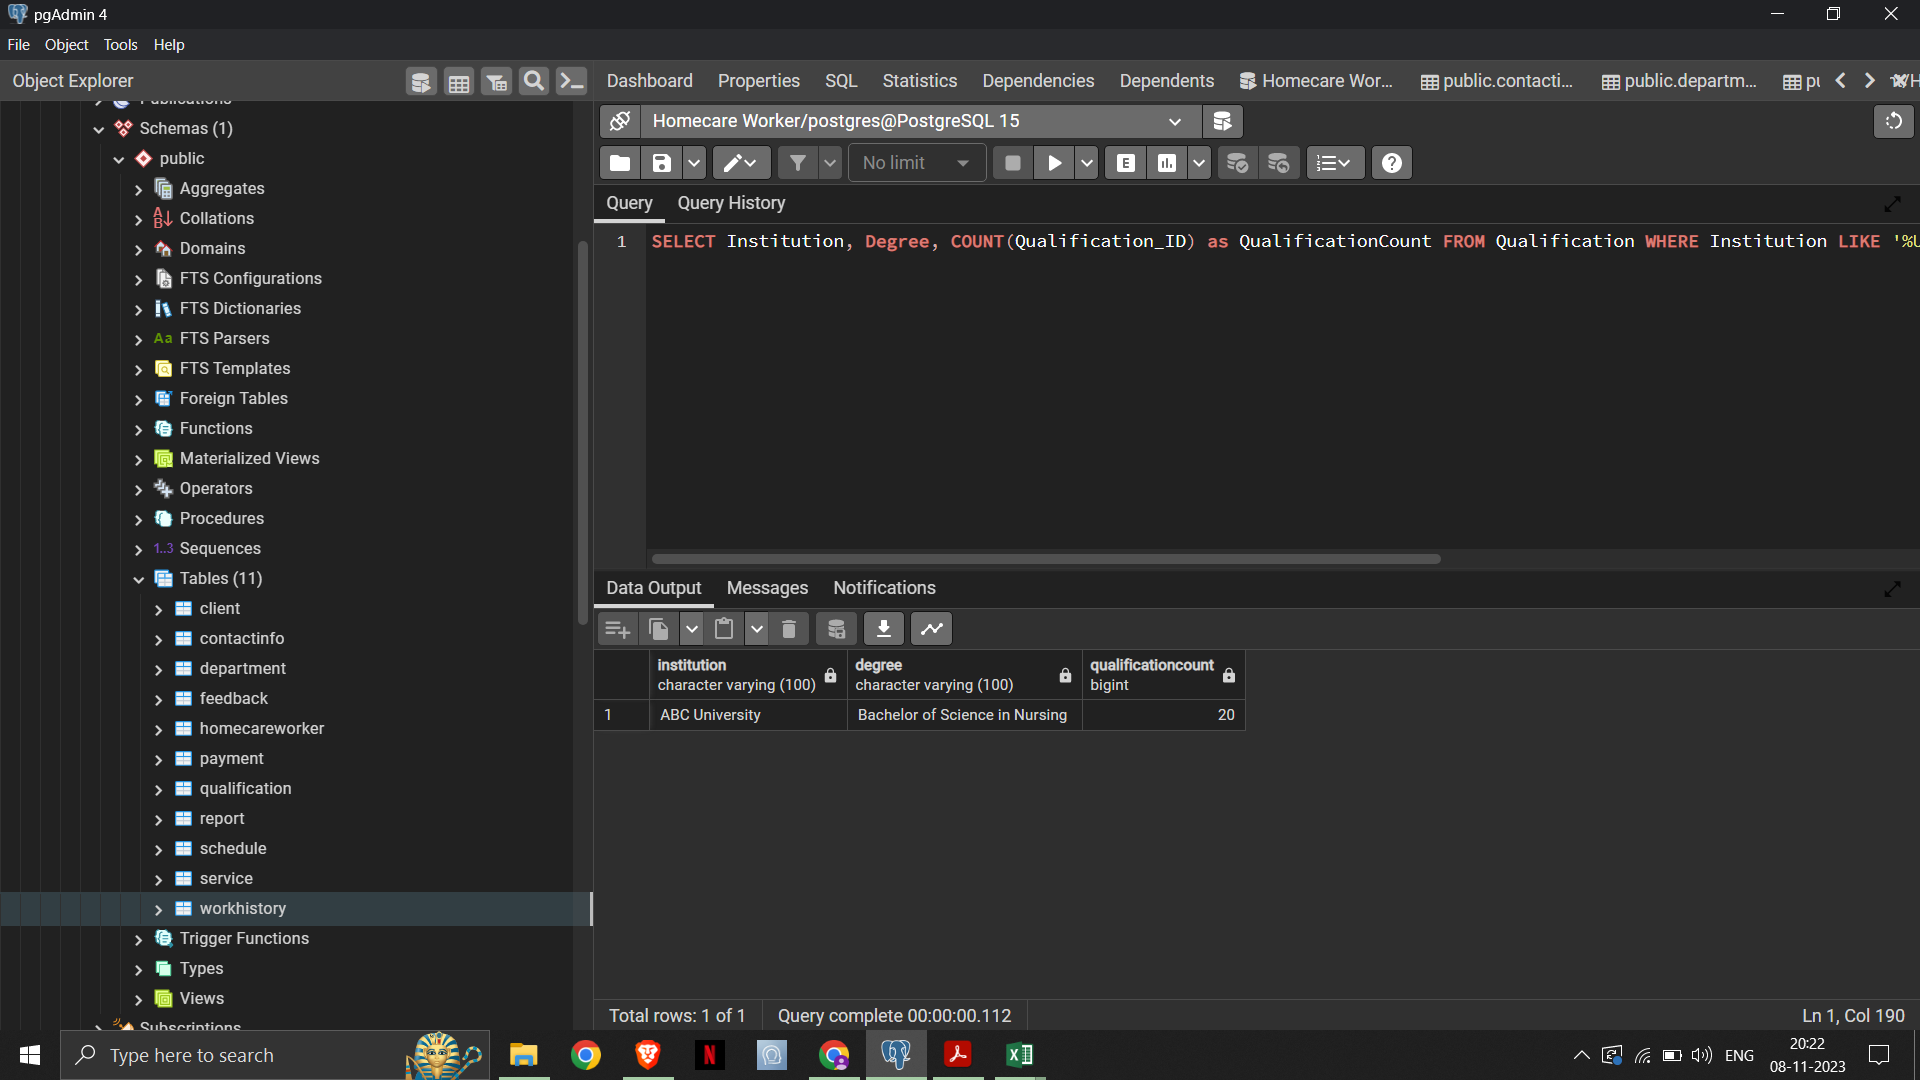 pgAdmin 4
File Object Tools Help
Object Explorer
Dashboard Properties SQL Statistics Dependencies Dependents Homecare Wor... public.contacti... public.departm...
Homecare Worker/postgres@PostgreSQL 15
No limit
E
Query Query History
1 SELECT Institution, Degree, COUNT(Qualification_ID) as QualificationCount FROM Qualification WHERE Institution LIKE '%U
Publications
Schemas (1)
public
Aggregates
Collations
Domains
FTS Configurations
FTS Dictionaries
Aa FTS Parsers
FTS Templates
Foreign Tables
Functions
Materialized Views
Operators
Procedures
1..3 Sequences
Tables (11)
client
contactinfo
department
feedback
homecareworker
payment
qualification
report
schedule
service
workhistory
Trigger Functions
Types
Views
Subscriptions
Data Output Messages Notifications
institution degree qualificationcount
character varying (100) character varying (100) bigint
1 ABC University Bachelor of Science in Nursing 20
Total rows: 1 of 1 Query complete 00:00:00.112 Ln 1, Col 190
Type here to search
ENG
20:22
08-11-2023